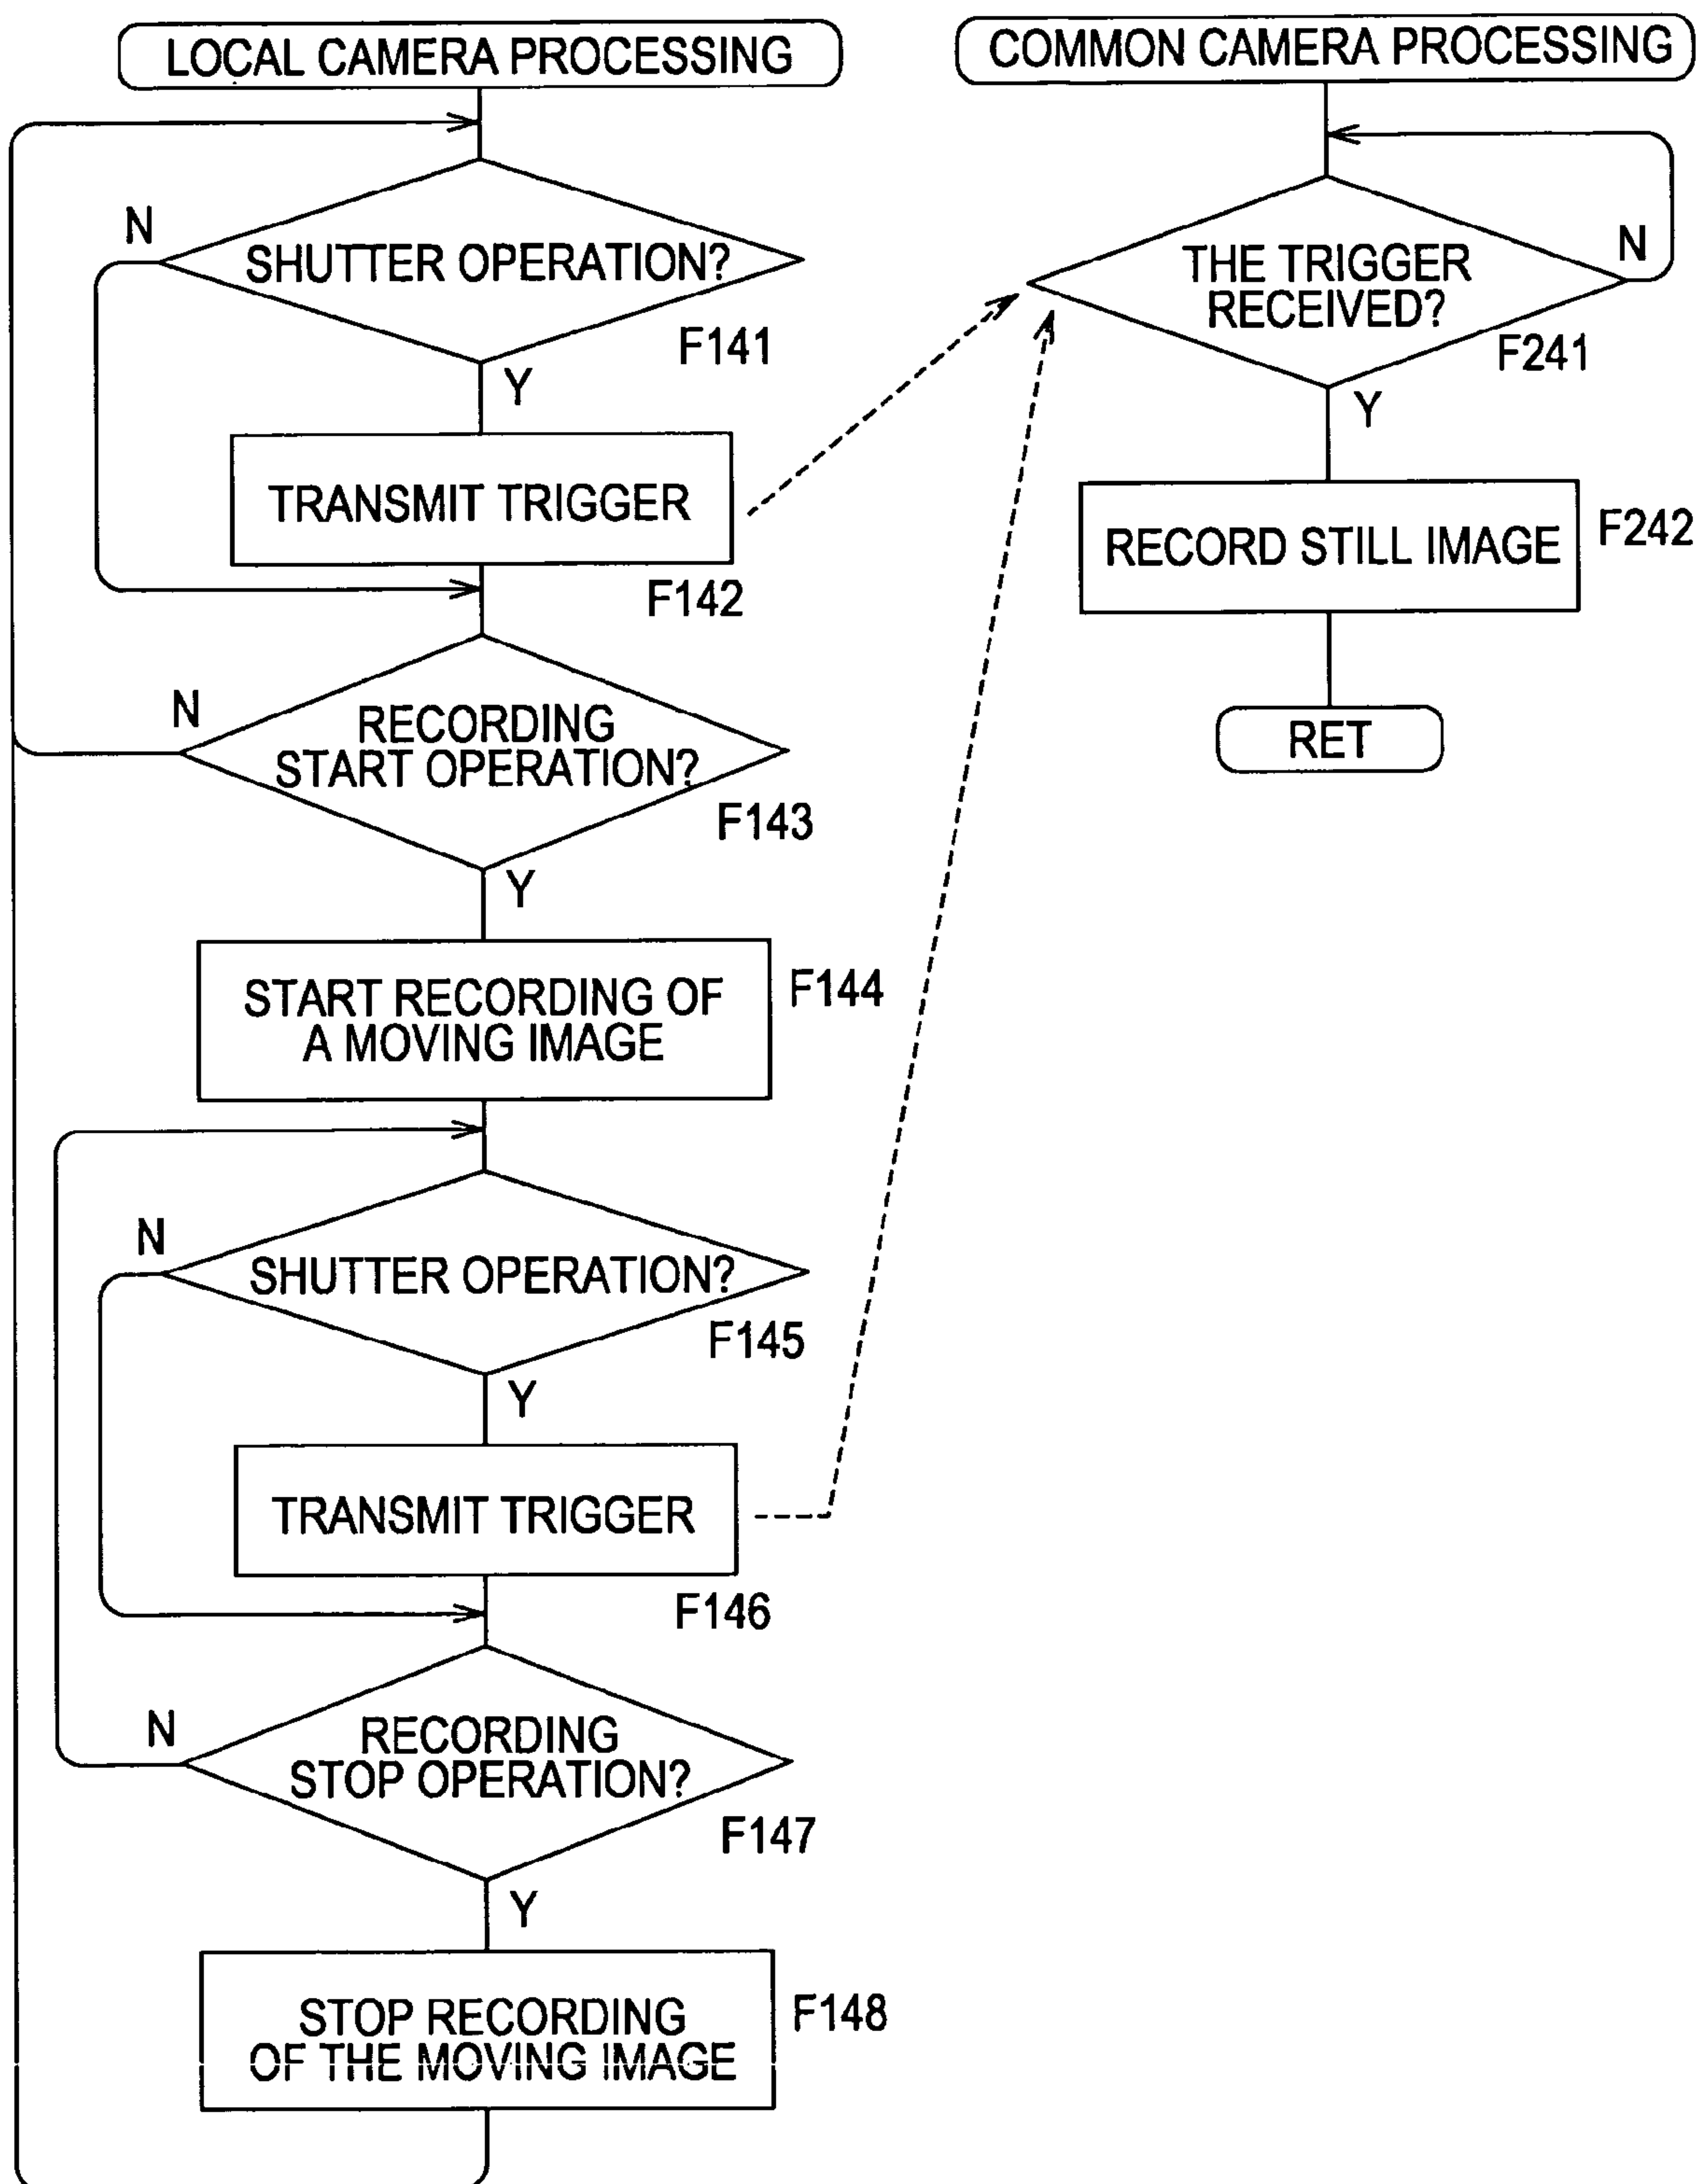 LOCAL CAMERA PROCESSING
N
SHUTTER OPERATION?
F141
Y
TRANSMIT TRIGGER
F142
N
RECORDING
START OPERATION?
F143
Y
START RECORDING OF
A MOVING IMAGE
F144
N
SHUTTER OPERATION?
F145
Y
TRANSMIT TRIGGER
F146
N
RECORDING
STOP OPERATION?
F147
Y
STOP RECORDING
OF THE MOVING IMAGE
F148
COMMON CAMERA PROCESSING
THE TRIGGER
RECEIVED?
N
F241
Y
RECORD STILL IMAGE
F242
RET